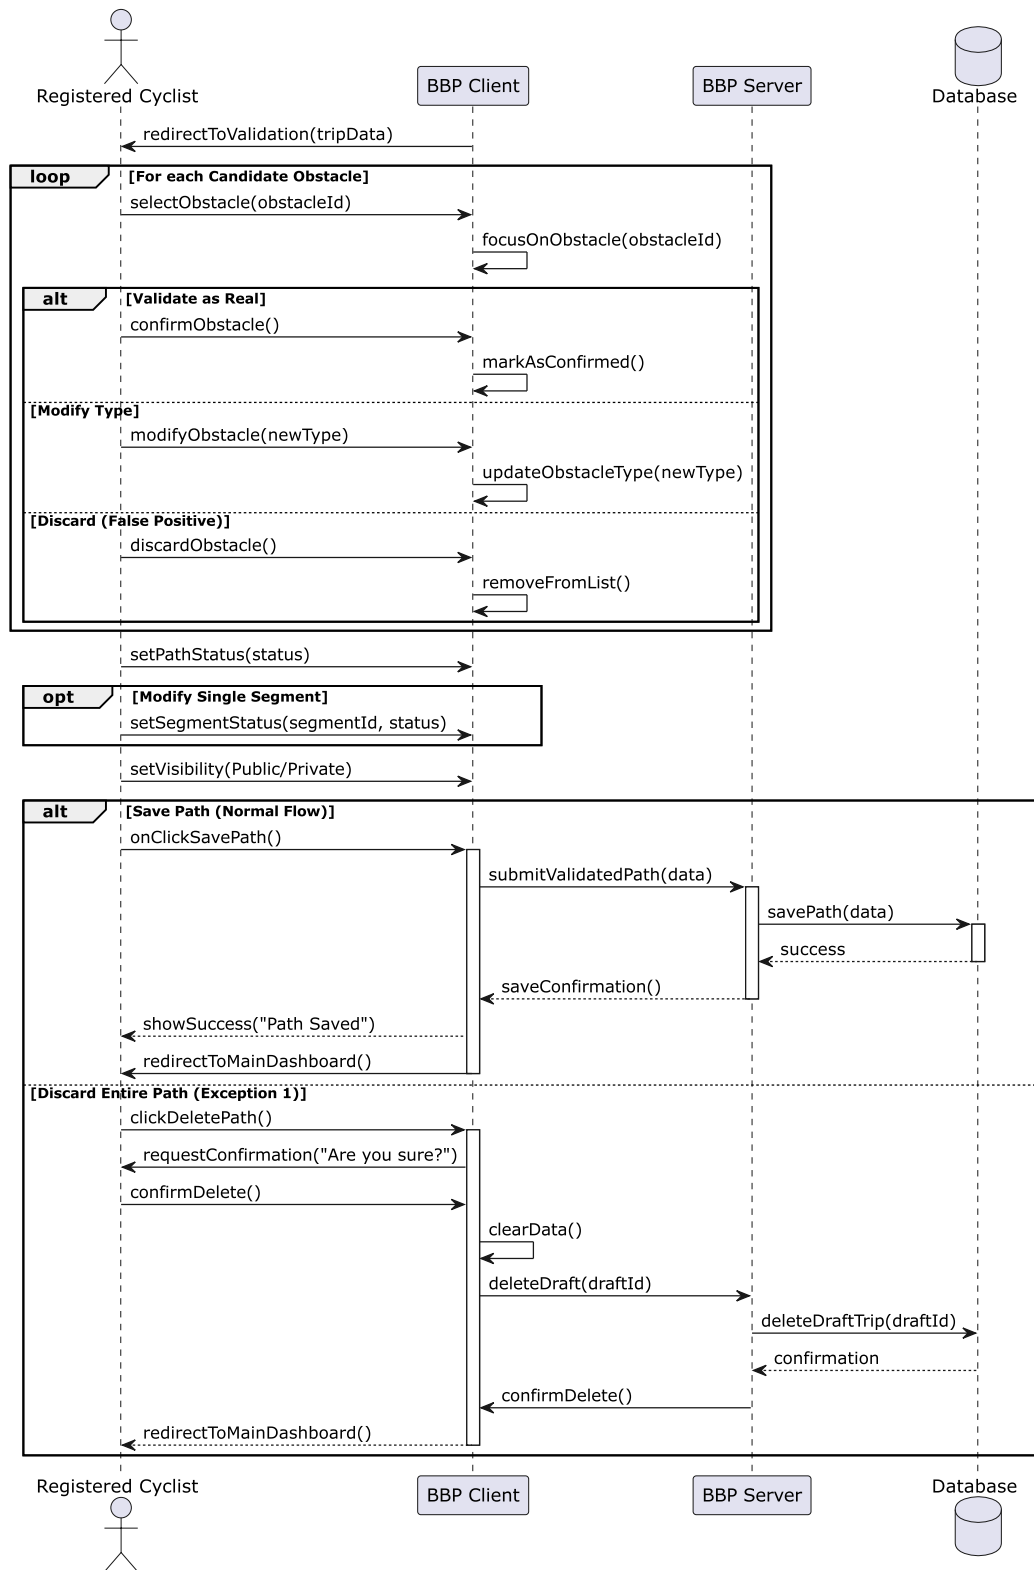 Registered Cyclist
BBP Client
BBP Server
Database
redirectToValidation(tripData)
loop
[For each Candidate Obstacle]
selectObstacle(obstacleId)
focusOnObstacle(obstacleId)
alt
[Validate as Real]
confirmObstacle()
markAsConfirmed()
[Modify Type]
modifyObstacle(newType)
updateObstacleType(newType)
[Discard (False Positive)]
discardObstacle()
removeFromList()
setPathStatus(status)
opt
[Modify Single Segment]
setSegmentStatus(segmentId, status)
setVisibility(Public/Private)
alt
[Save Path (Normal Flow)]
onClickSavePath()
submitValidatedPath(data)
savePath(data)
success
saveConfirmation()
showSuccess("Path Saved")
redirectToMainDashboard()
[Discard Entire Path (Exception 1)]
clickDeletePath()
requestConfirmation("Are you sure?")
confirmDelete()
clearData()
deleteDraft(draftId)
deleteDraftTrip(draftId)
confirmation
confirmDelete()
redirectToMainDashboard()
Registered Cyclist
BBP Client
BBP Server
Database